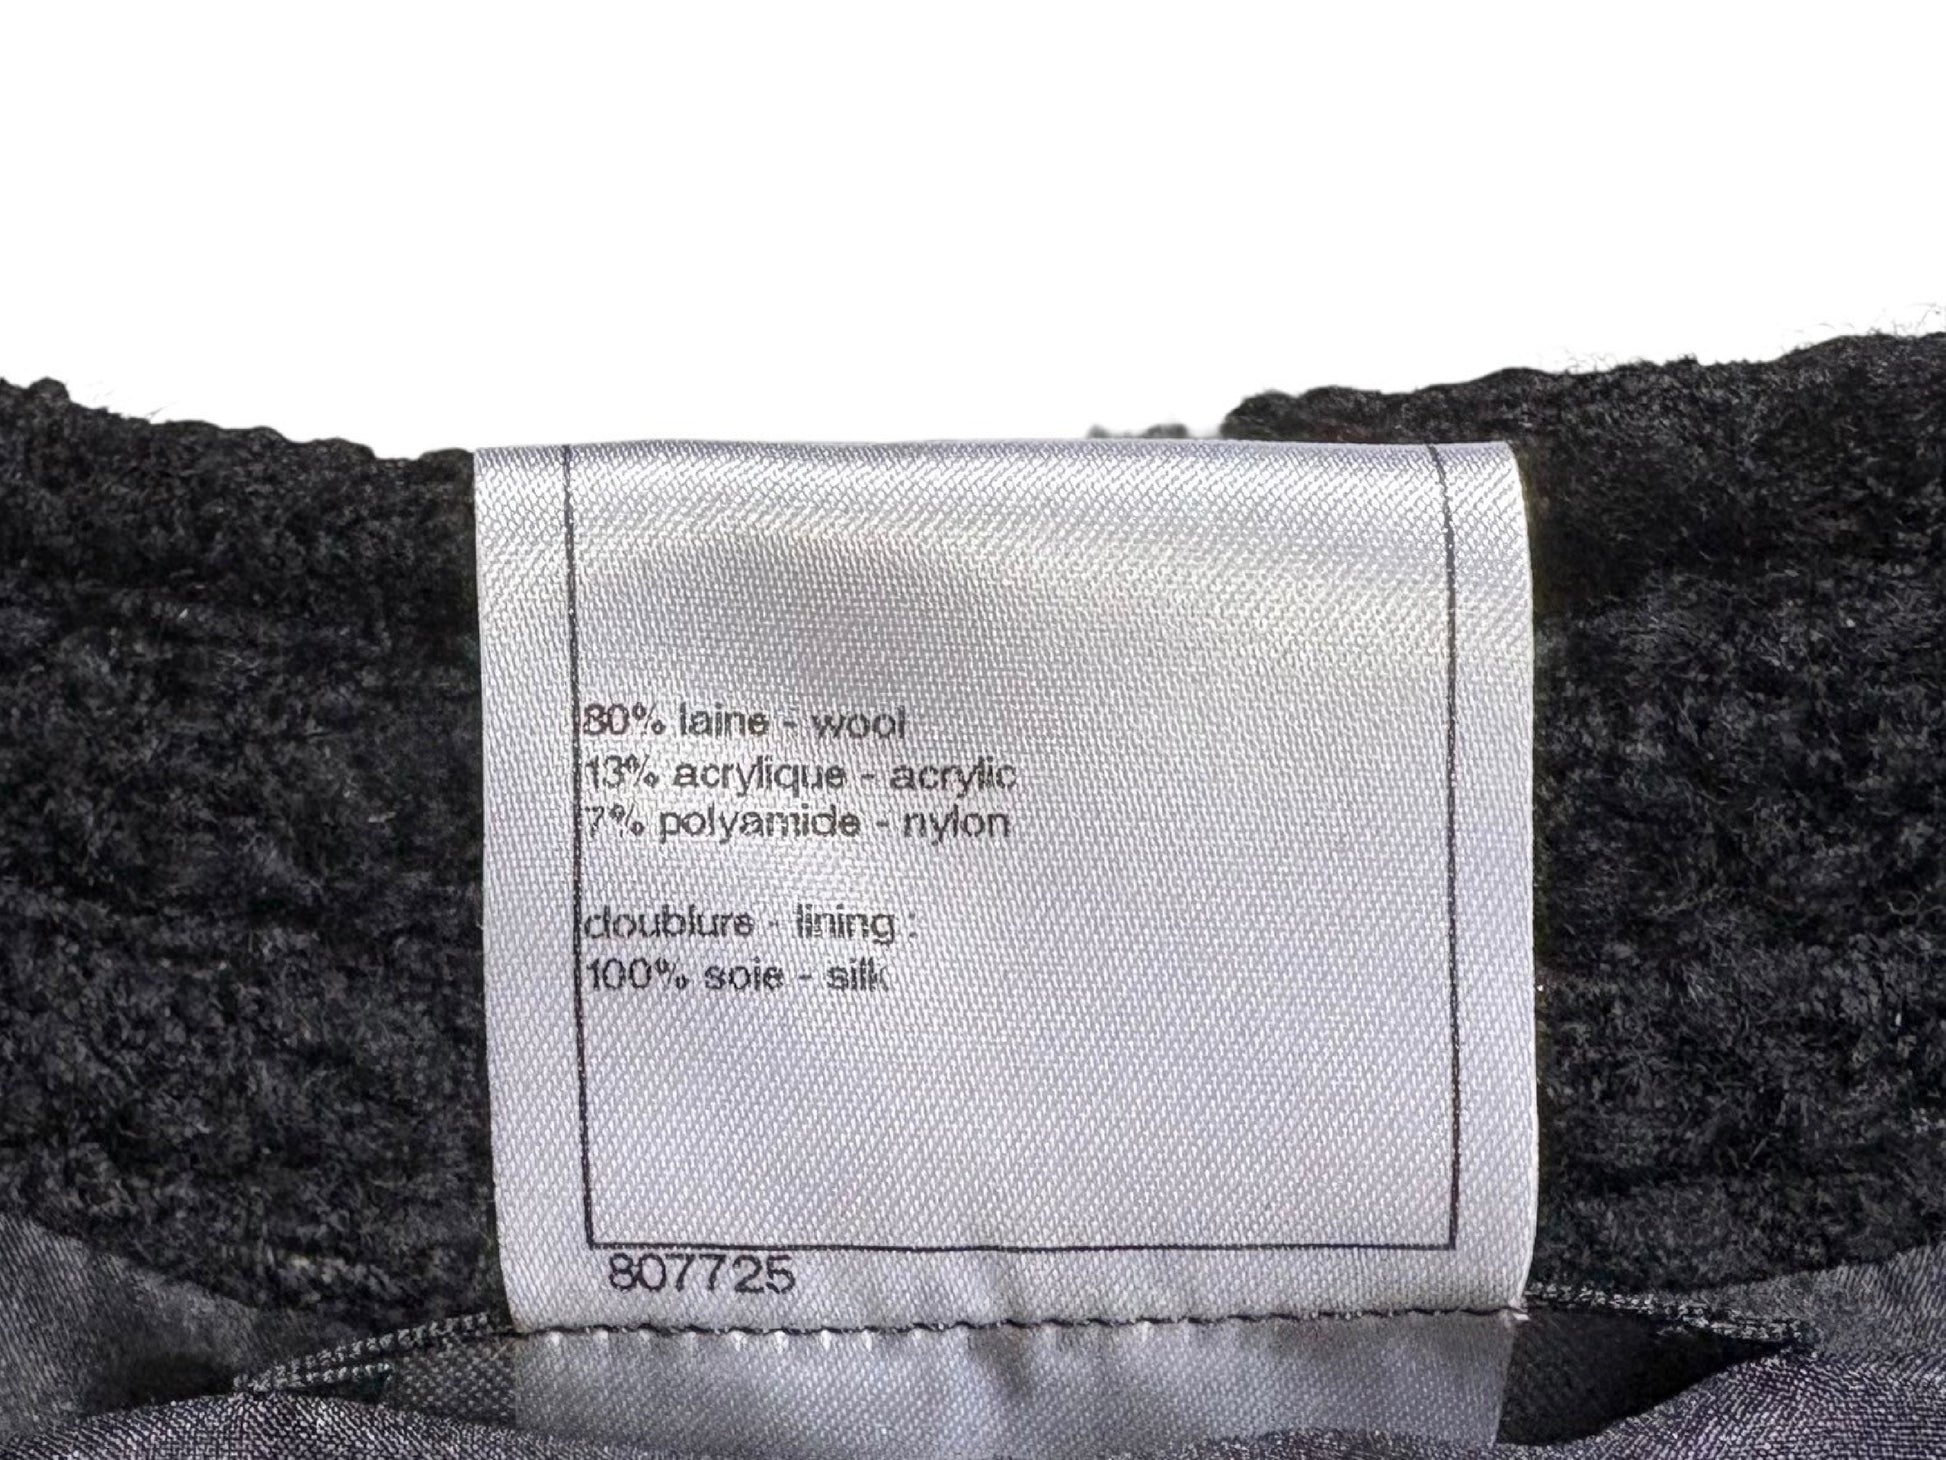 80% laine - wool
13% acrylique - acrylic
7% polyamide - nylon
doublure - lining :
100% soie - silk
807725